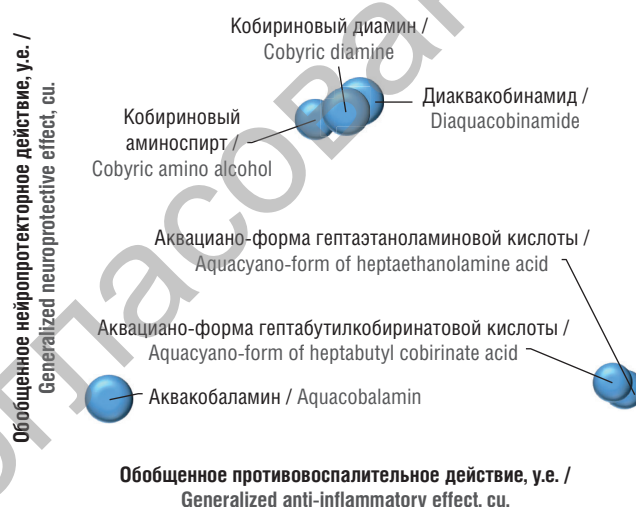 Кобириновый диамин /
Cobyric diamine
Диаквакобинамид /
Diaquacobinamide
Кобириновый
аминоспирт /
Cobyric amino alcohol
Аквациано-форма гептаэтаноламиновой кислоты /
Aquacyano-form of heptaethanolamine acid
Аквациано-форма гептабутилкобиринатовой кислоты /
Aquacyano-form of heptabutyl cobirinate acid
Аквакобаламин / Aquacobalamin
Обобщенное нейропротекторное действие, у.е. /
Generalized neuroprotective effect, cu.
Обобщенное противовоспалительное действие, у.е. /
Generalized anti-inflammatory effect, cu.